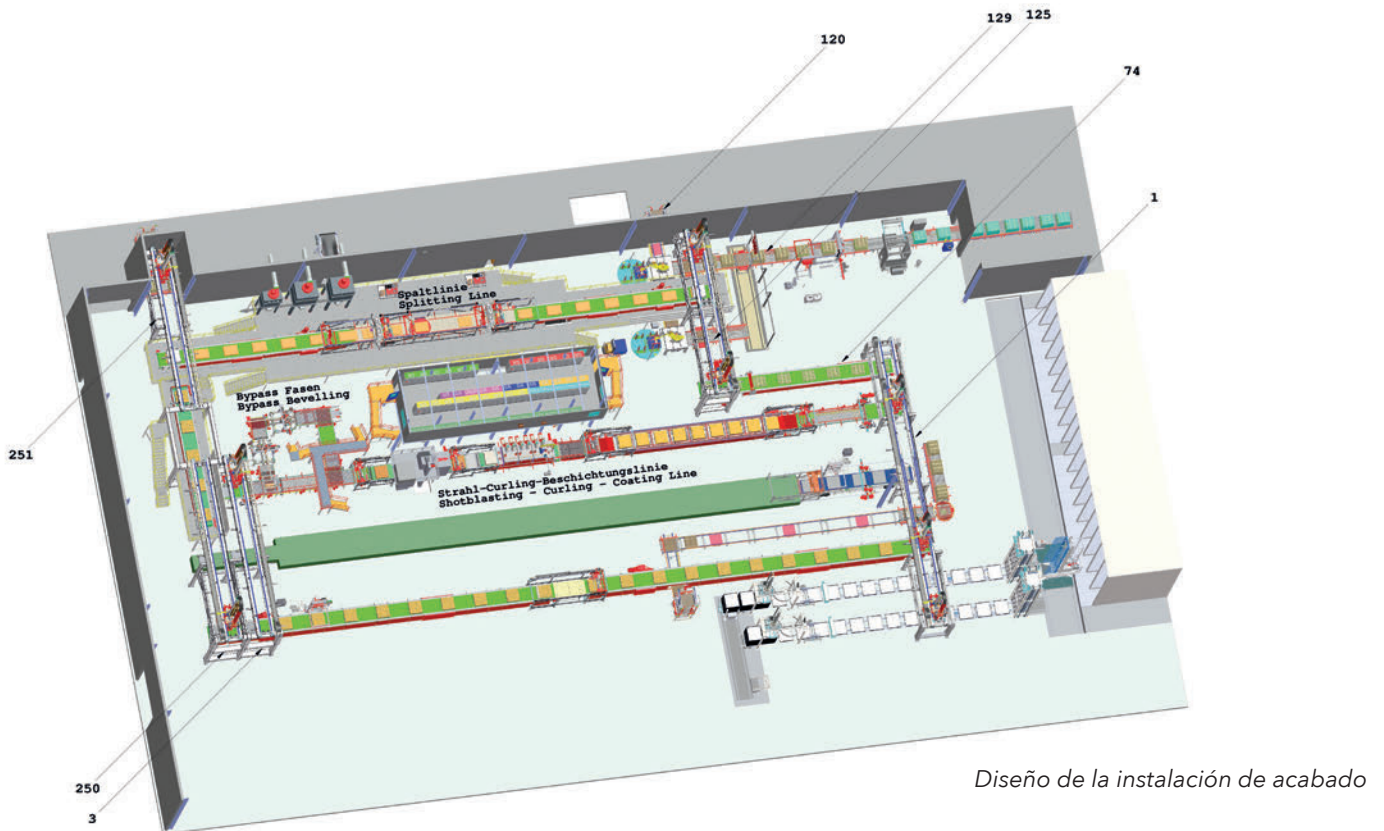 129 125
120
74
1
Spaltlinie
Splitting Line
Bypass Fasen
Bypass Bevelling
251
Strahl-Curling-Beschichtungslinie
Shotblasting - Curling - Coating Line
250
3
Diseño de la instalación de acabado